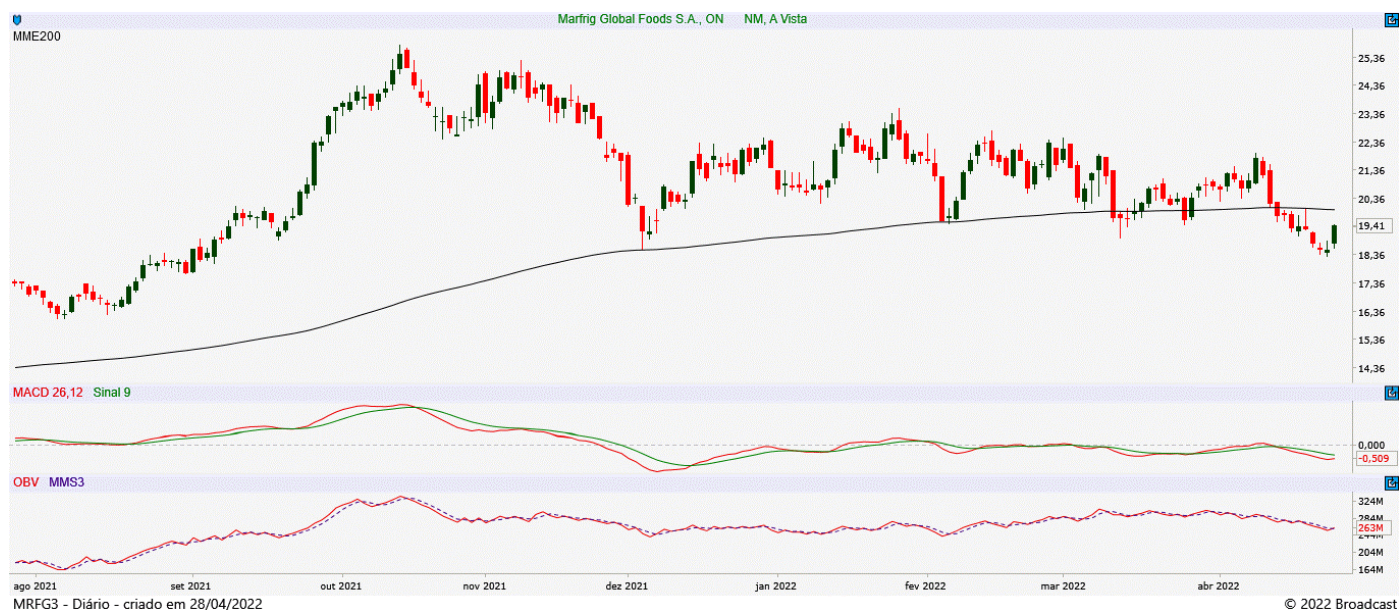 Marfrig Global Foods S.A., ON NM, A Vista
MME200
25,36
24,36
23,36
22,36
21,36
20,36
19,41
18,36
17,36
16,36
15,36
14,36
MACD 26,12 Sinal 9
0,000
-0,509
OBV MMS3
324M
284M
263M
244M
204M
164M
ago 2021 set 2021 out 2021 nov 2021 dez 2021 jan 2022 fev 2022 mar 2022 abr 2022
MRFG3 - Diário - criado em 28/04/2022 © 2022 Broadcast